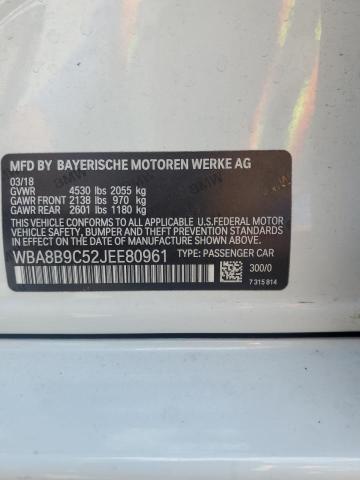 MFD BY BAYERISCHE MOTOREN WERKE AG
03/18
GVWR 4530 lbs 2055 kg
GAWR FRONT 2138 lbs 970 kg
GAWR REAR 2601 lbs 1180 kg
THIS VEHICLE CONFORMS TO ALL APPLICABLE U.S.FEDERAL MOTOR
VEHICLE SAFETY, BUMPER AND THEFT PREVENTION STANDARDS
IN EFFECT ON THE DATE OF MANUFACTURE SHOWN ABOVE.
WBA8B9C52JEE80961 TYPE: PASSENGER CAR
300/0
7 315 814